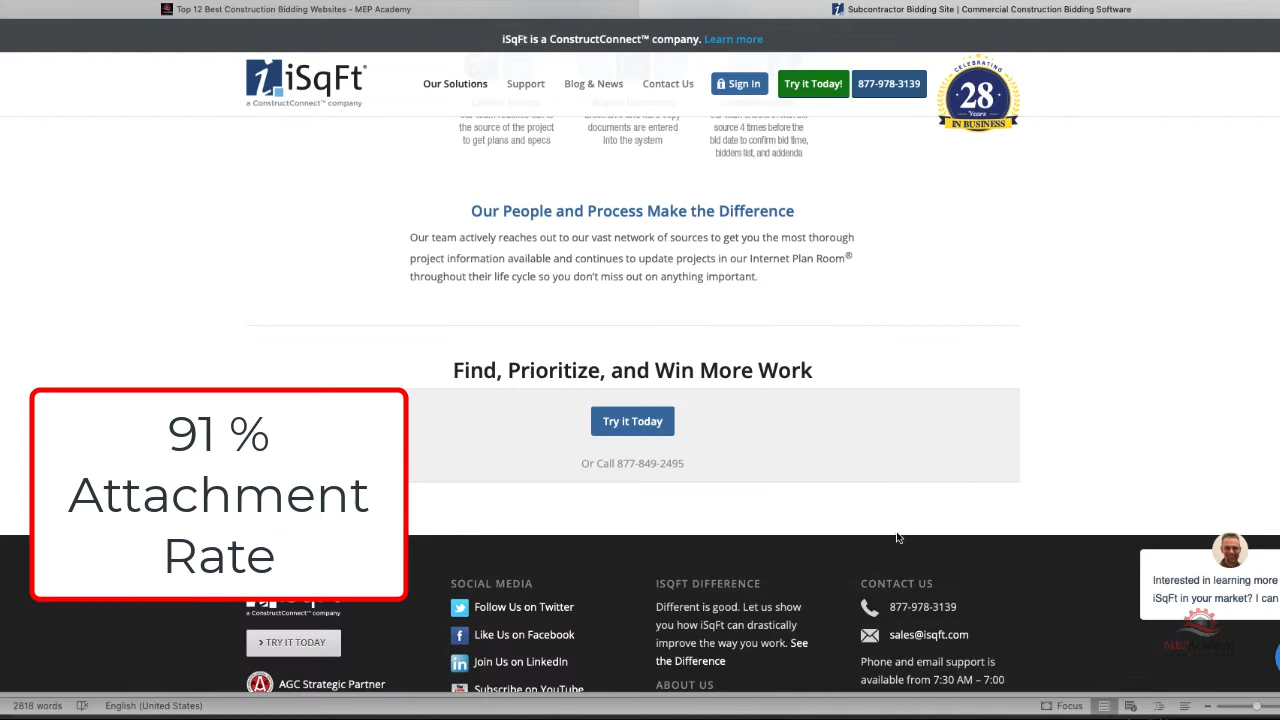 Top 12 Best Construction Bidding Websites - MEP Academy
Subcontractor Bidding Site | Commercial Construction Bidding Software
iSqFt is a ConstructConnect™ company. Learn more
iSqFt®
a ConstructConnect™ company
Our Solutions
Support
Blog & News
Contact Us
Sign in
Try it Today!
877-978-3139
CELEBRATING
28
Years
IN BUSINESS
the source of the project
to get plans and specs
documents are entered
into the system
source 4 times before the
bid date to confirm bid time,
bidders list, and addenda
Our People and Process Make the Difference
Our team actively reaches out to our vast network of sources to get you the most thorough
project information available and continues to update projects in our Internet Plan Room®
throughout their life cycle so you don't miss out on anything important.
Find, Prioritize, and Win More Work
Try it Today
Or Call 877-849-2495
91 %
Attachment
Rate
a ConstructConnect™ company
> TRY IT TODAY
AGC Strategic Partner
SOCIAL MEDIA
Follow Us on Twitter
Like Us on Facebook
Join Us on LinkedIn
Subscribe on YouTube
ISQFT DIFFERENCE
Different is good. Let us show
you how iSqFt can drastically
improve the way you work. See
the Difference
ABOUT US
CONTACT US
877-978-3139
sales@isqft.com
Phone and email support is
available from 7:30 AM – 7:00
Interested in learning more
iSqFt in your market? I can
MEP Academy
2818 words
English (United States)
Focus